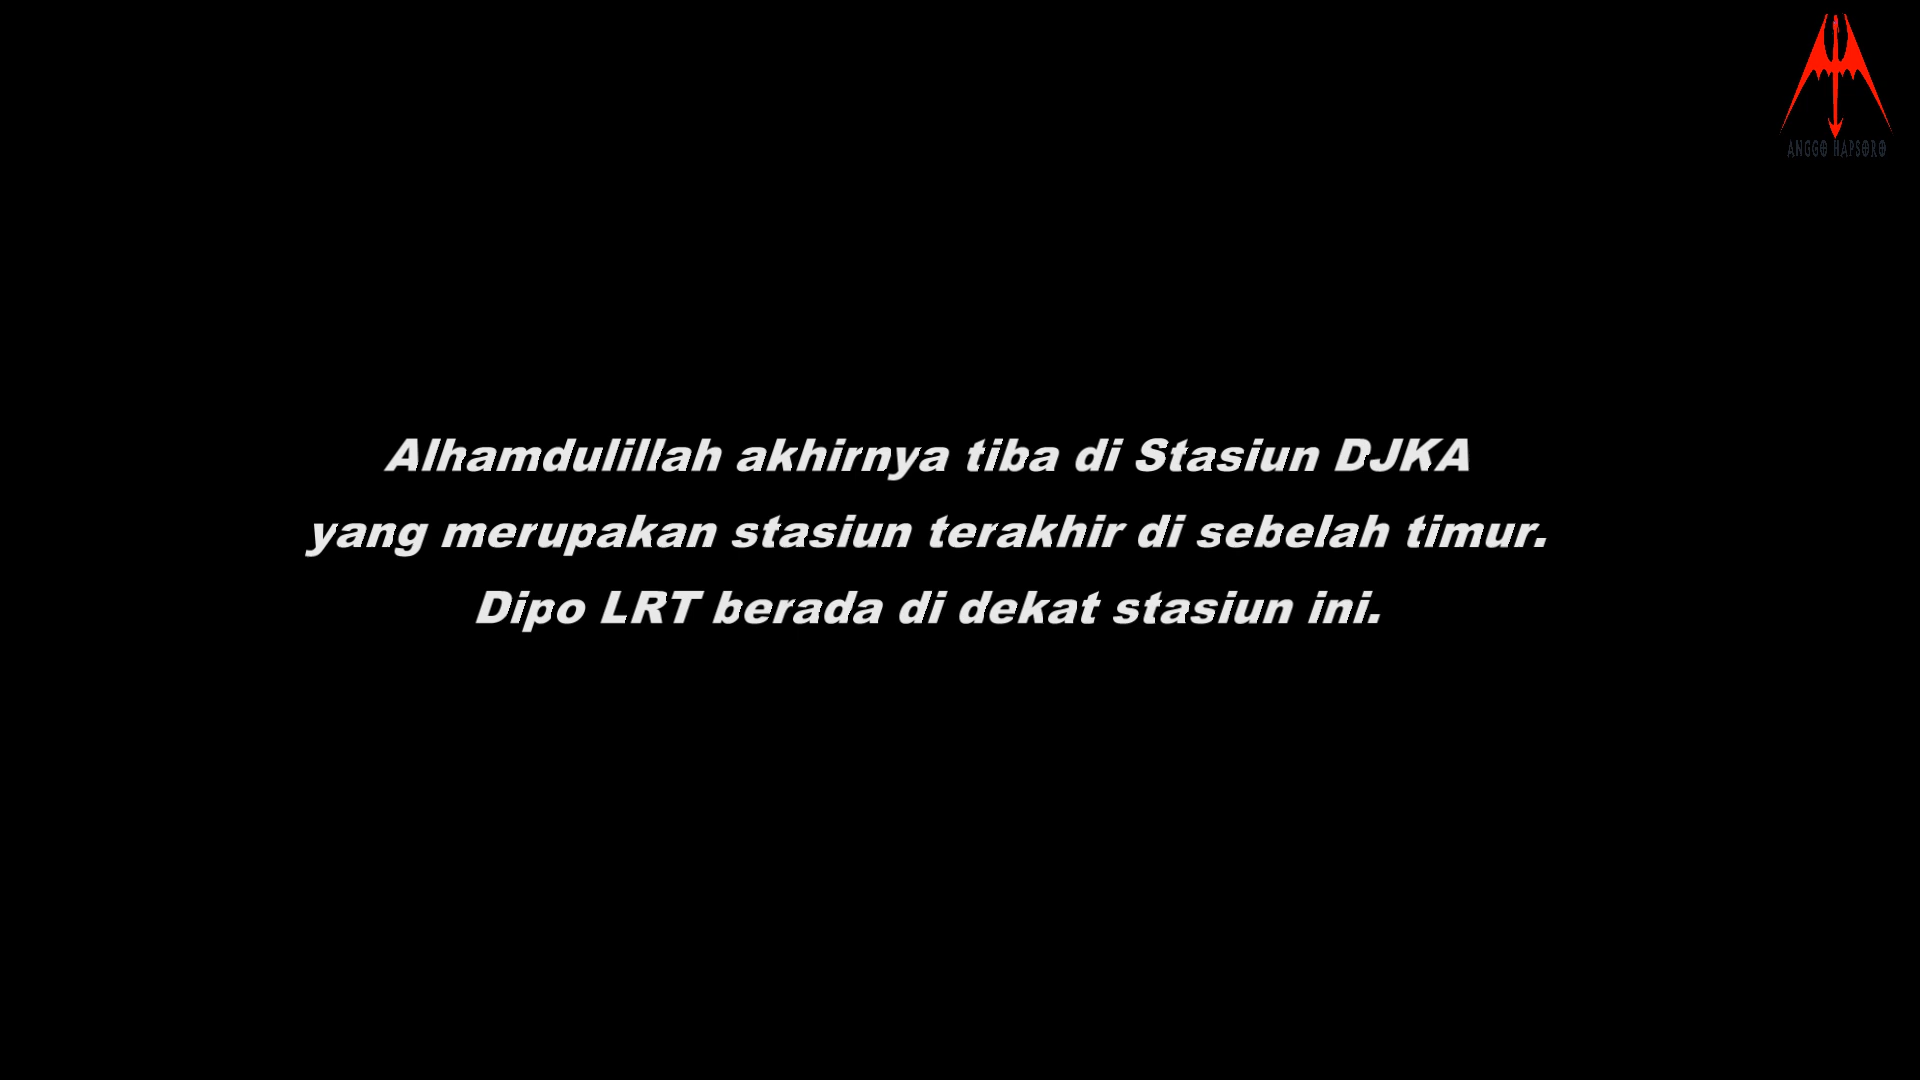 ANGGO HAPSORO
Alhamdulillah akhirnya tiba di Stasiun DJKA
yang merupakan stasiun terakhir di sebelah timur.
Dipo LRT berada di dekat stasiun ini.